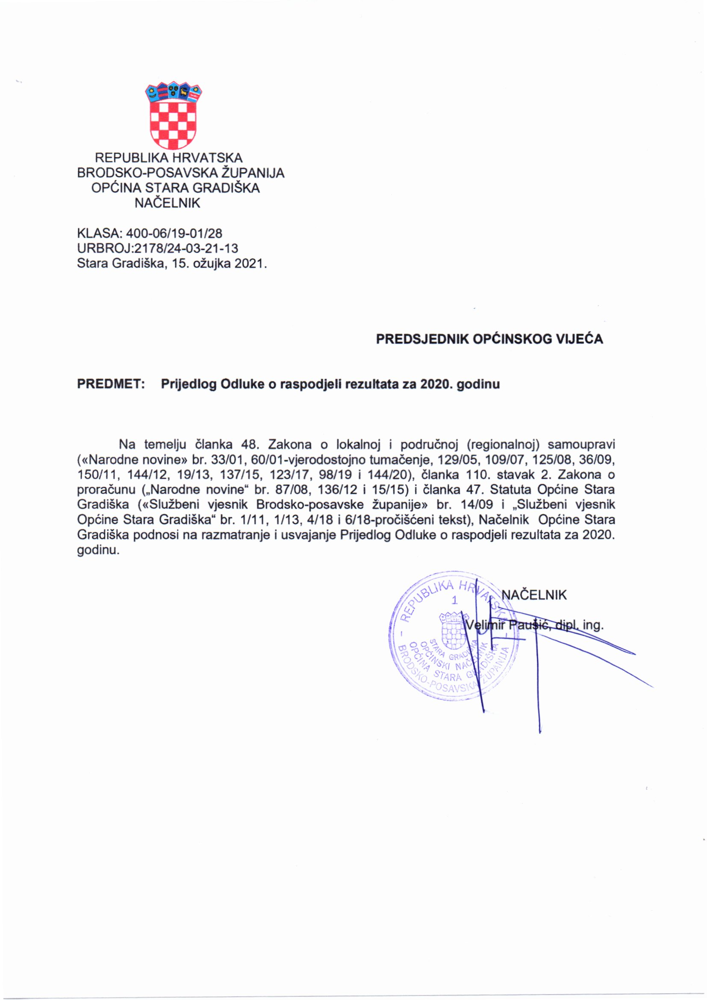 REPUBLIKA HRVATSKA
BRODSKO-POSAVSKA ŽUPANIJA
OPĆINA STARA GRADIŠKA
NAČELNIK
KLASA: 400-06/19-01/28
URBROJ:2178/24-03-21-13
Stara Gradiška, 15. ožujka 2021.
PREDSJEDNIK OPĆINSKOG VIJEĆA
PREDMET: Prijedlog Odluke o raspodjeli rezultata za 2020. godinu
Na temelju članka 48. Zakona o lokalnoj i područnoj (regionalnoj) samoupravi
(«Narodne novine» br. 33/01, 60/01-vjerodostojno tumačenje, 129/05, 109/07, 125/08, 36/09,
150/11, 144/12, 19/13, 137/15, 123/17, 98/19 i 144/20), članka 110. stavak 2. Zakona o
proračunu („Narodne novine“ br. 87/08, 136/12 i 15/15) i članka 47. Statuta Općine Stara
Gradiška («Službeni vjesnik Brodsko-posavske županije» br. 14/09 i „Službeni vjesnik
Općine Stara Gradiška“ br. 1/11, 1/13, 4/18 i 6/18-pročišćeni tekst), Načelnik Općine Stara
Gradiška podnosi na razmatranje i usvajanje Prijedlog Odluke o raspodjeli rezultata za 2020.
godinu.
NAČELNIK
Velimir Paušić, dipl. ing.
- REPUBLIKA HRVATSKA -
1
STARA GRADIŠKA
OPĆINSKI NAČELNIK
OPĆINA STARA GRADIŠKA
BRODSKO-POSAVSKA ŽUPANIJA